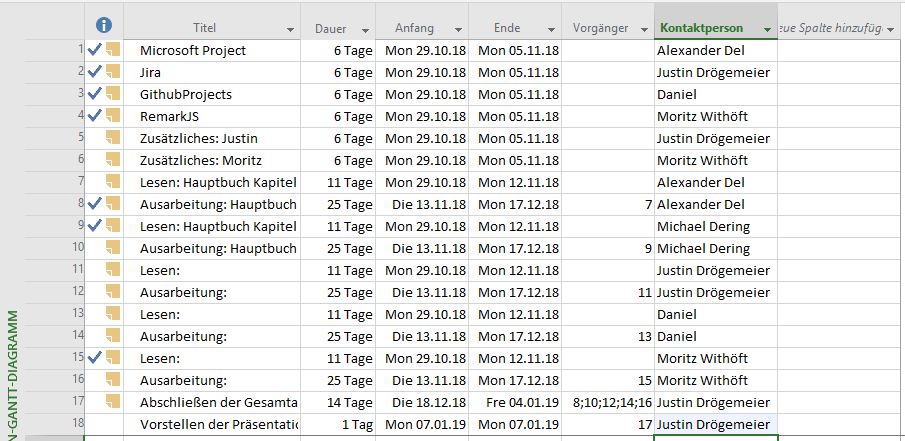 Titel Dauer Anfang Ende Vorgänger Kontaktperson eue Spalte hinzufüg
1 Microsoft Project 6 Tage Mon 29.10.18 Mon 05.11.18 Alexander Del
2 Jira 6 Tage Mon 29.10.18 Mon 05.11.18 Justin Drögemeier
3 GithubProjects 6 Tage Mon 29.10.18 Mon 05.11.18 Daniel
4 RemarkJS 6 Tage Mon 29.10.18 Mon 05.11.18 Moritz Withöft
5 Zusätzliches: Justin 6 Tage Mon 29.10.18 Mon 05.11.18 Justin Drögemeier
6 Zusätzliches: Moritz 6 Tage Mon 29.10.18 Mon 05.11.18 Moritz Withöft
7 Lesen: Hauptbuch Kapitel 11 Tage Mon 29.10.18 Mon 12.11.18 Alexander Del
8 Ausarbeitung: Hauptbuch 25 Tage Die 13.11.18 Mon 17.12.18 7 Alexander Del
9 Lesen: Hauptbuch Kapitel 11 Tage Mon 29.10.18 Mon 12.11.18 Michael Dering
10 Ausarbeitung: Hauptbuch 25 Tage Die 13.11.18 Mon 17.12.18 9 Michael Dering
11 Lesen: 11 Tage Mon 29.10.18 Mon 12.11.18 Justin Drögemeier
12 Ausarbeitung: 25 Tage Die 13.11.18 Mon 17.12.18 11 Justin Drögemeier
13 Lesen: 11 Tage Mon 29.10.18 Mon 12.11.18 Daniel
14 Ausarbeitung: 25 Tage Die 13.11.18 Mon 17.12.18 13 Daniel
15 Lesen: 11 Tage Mon 29.10.18 Mon 12.11.18 Moritz Withöft
16 Ausarbeitung: 25 Tage Die 13.11.18 Mon 17.12.18 15 Moritz Withöft
17 Abschließen der Gesamta 14 Tage Die 18.12.18 Fre 04.01.19 8;10;12;14;16 Justin Drögemeier
18 Vorstellen der Präsentatio 1 Tag Mon 07.01.19 Mon 07.01.19 17 Justin Drögemeier
N-GANTT-DIAGRAMM